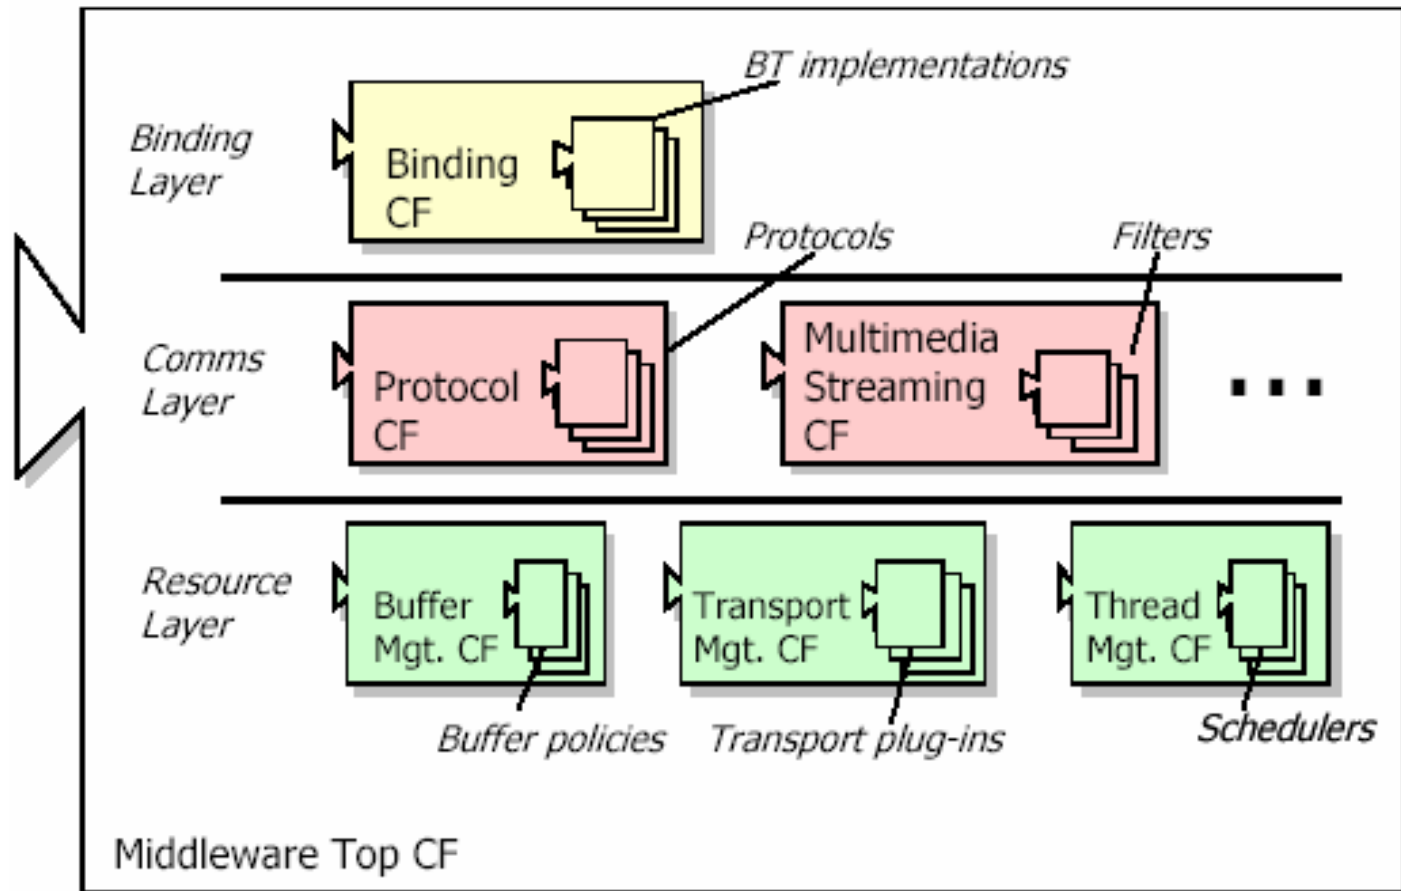 BT implementations
Binding
Layer
Binding
CF
Protocols
Filters
Comms
Layer
Protocol
CF
Multimedia
Streaming
CF
...
Resource
Layer
Buffer
Mgt. CF
Transport
Mgt. CF
Thread
Mgt. CF
Buffer policies
Transport plug-ins
Schedulers
Middleware Top CF